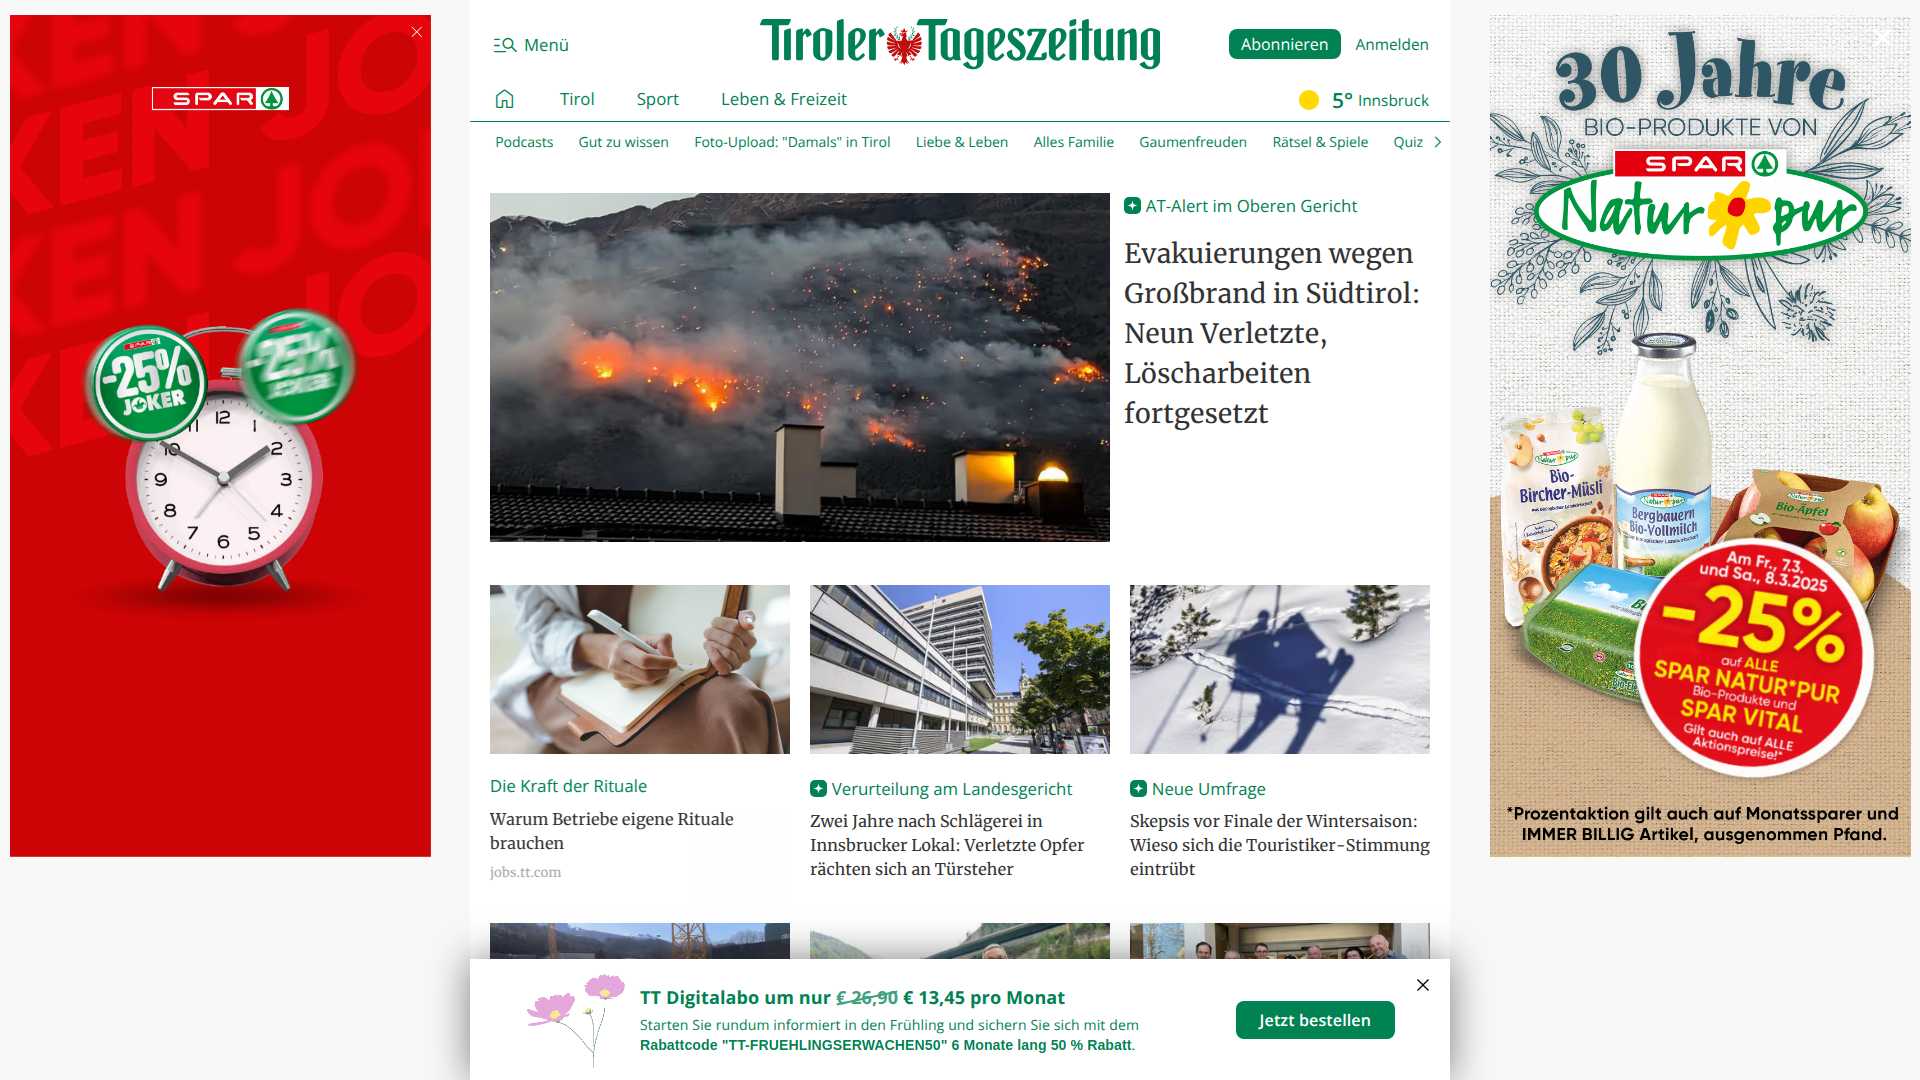 Menü
Tiroler Tageszeitung
Abonnieren
Anmelden
Tirol
Sport
Leben & Freizeit
5° Innsbruck
Podcasts
Gut zu wissen
Foto-Upload: "Damals" in Tirol
Liebe & Leben
Alles Familie
Gaumenfreuden
Rätsel & Spiele
Quiz
SPAR
-25%
JOKER
-25%
JOKER
12
1
2
3
4
5
6
7
8
9
10
11
AT-Alert im Oberen Gericht
Evakuierungen wegen
Großbrand in Südtirol:
Neun Verletzte,
Löscharbeiten
fortgesetzt
Die Kraft der Rituale
Warum Betriebe eigene Rituale
brauchen
jobs.tt.com
Verurteilung am Landesgericht
Zwei Jahre nach Schlägerei in
Innsbrucker Lokal: Verletzte Opfer
rächten sich an Türsteher
Neue Umfrage
Skepsis vor Finale der Wintersaison:
Wieso sich die Touristiker-Stimmung
eintrübt
30 Jahre
BIO-PRODUKTE VON
SPAR
Natur pur
Bio-
Bircher-Müsli
Bergbauern
Bio-Vollmilch
Bio-Äpfel
Am Fr., 7.3.
und Sa., 8.3.2025
-25%
auf ALLE
SPAR NATUR*PUR
Bio-Produkte und
SPAR VITAL
Gilt auch auf ALLE
Aktionspreise!*
*Prozentaktion gilt auch auf Monatssparer und
IMMER BILLIG Artikel, ausgenommen Pfand.
TT Digitalabo um nur € 26,90 € 13,45 pro Monat
Starten Sie rundum informiert in den Frühling und sichern Sie sich mit dem
Rabattcode "TT-FRUEHLINGSERWACHEN50" 6 Monate lang 50 % Rabatt.
Jetzt bestellen